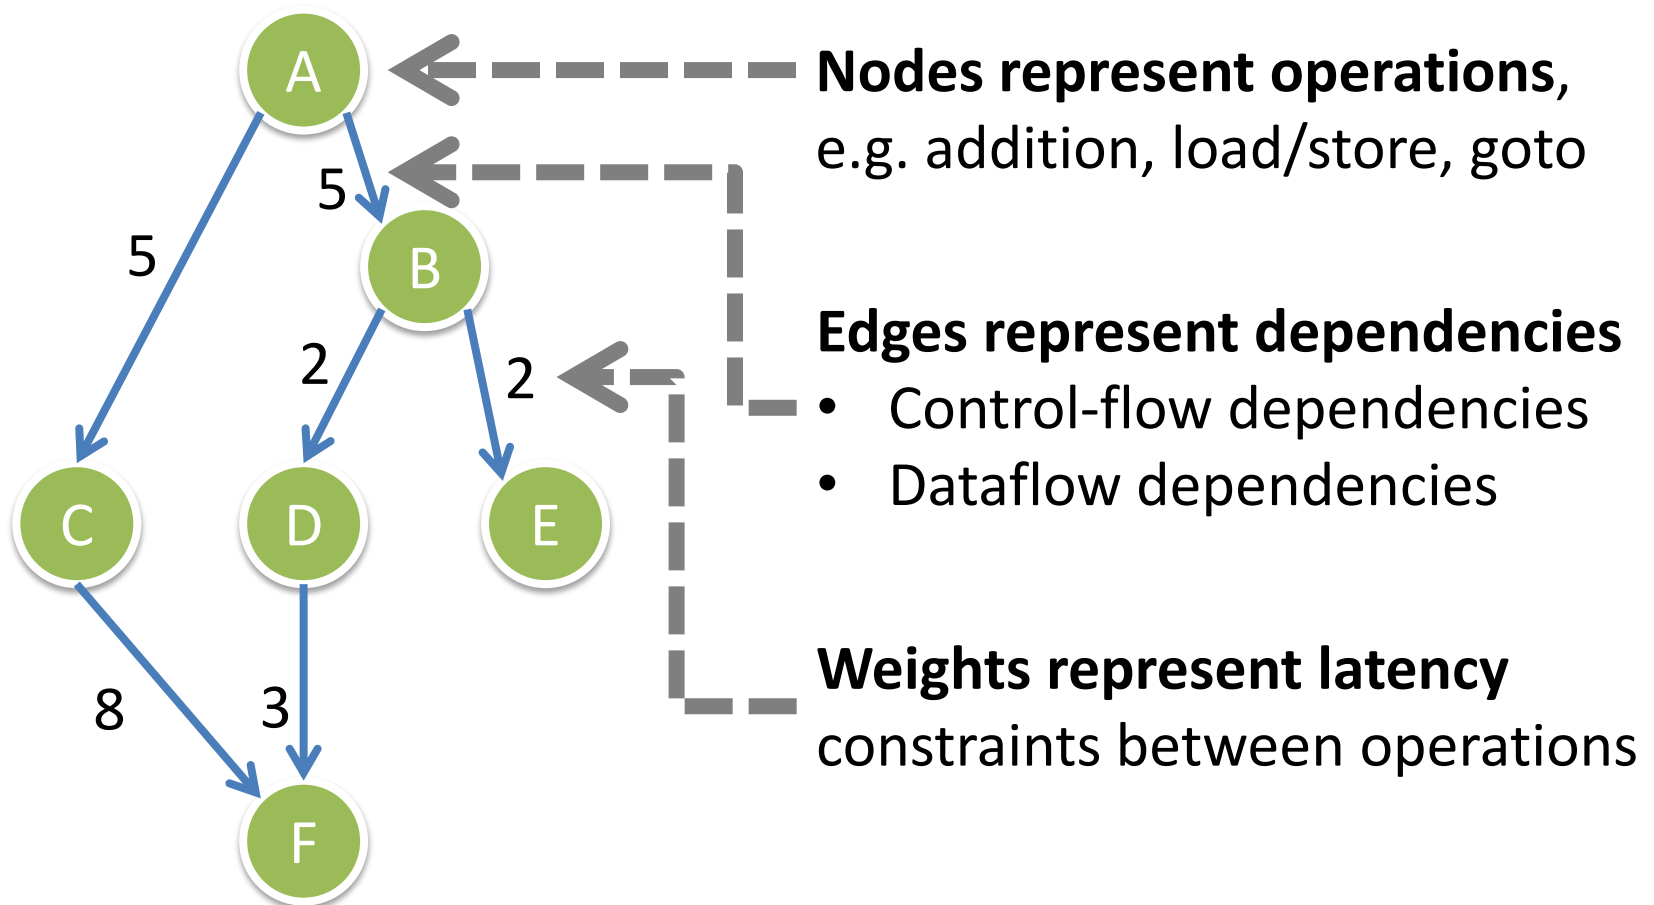 A
Nodes represent operations,
e.g. addition, load/store, goto
5
5
B
Edges represent dependencies
2
2
• Control-flow dependencies
• Dataflow dependencies
C
D
E
Weights represent latency
constraints between operations
8
3
F